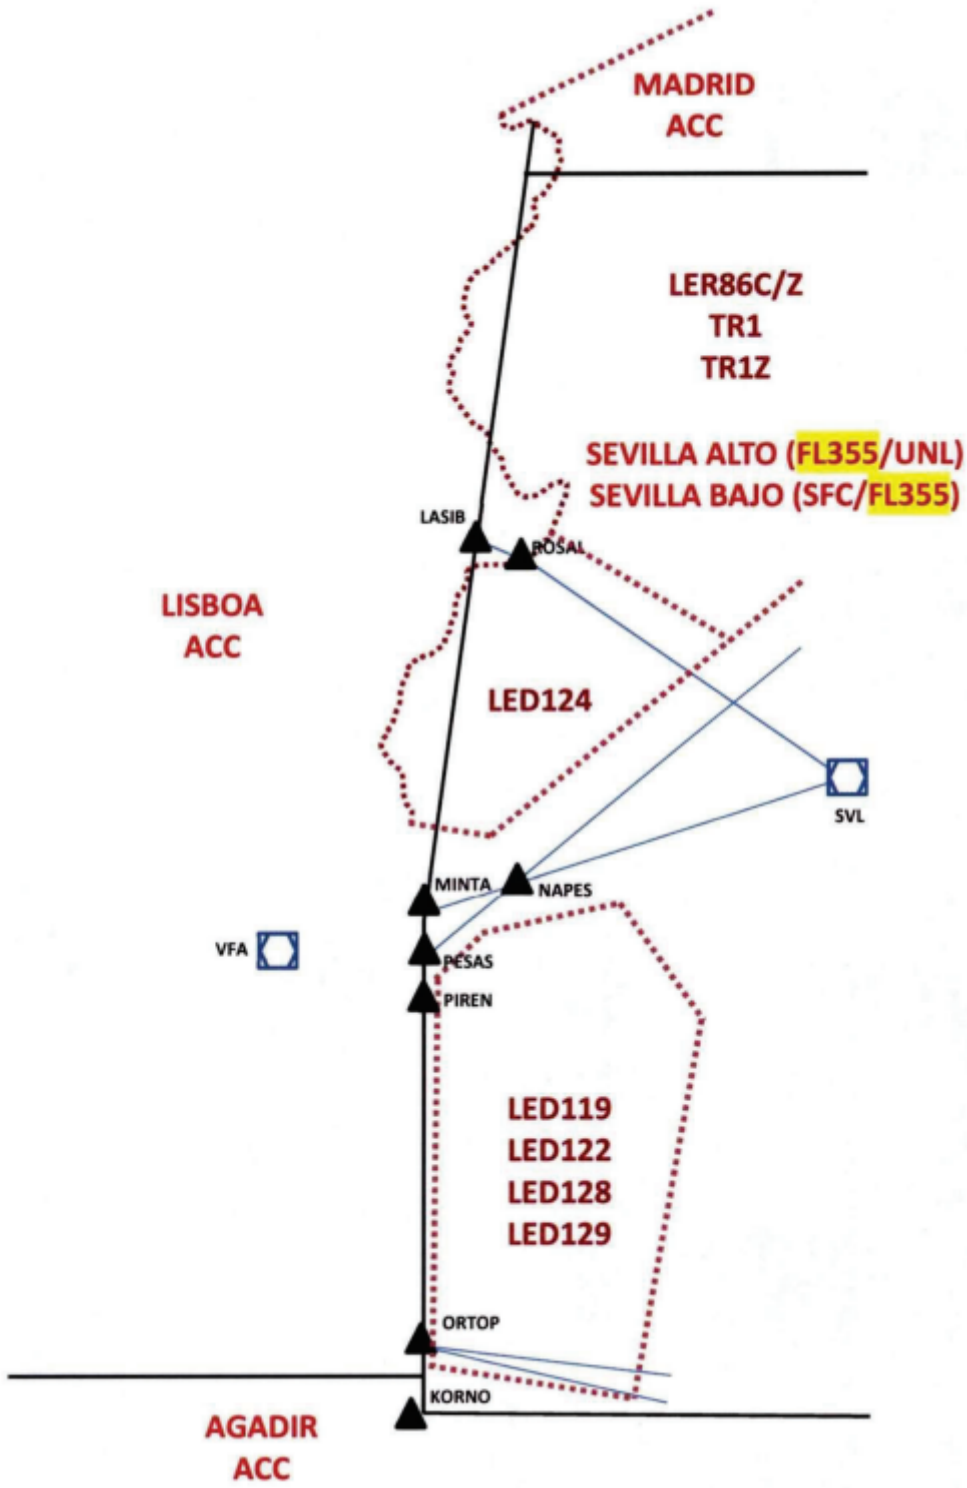 MADRID
ACC
LER86C/Z
TR1
TR1Z
SEVILLA ALTO (FL355/UNL)
SEVILLA BAJO (SFC/FL355)
LASIB
ROSAL
LISBOA
ACC
LED124
SVL
MINTA
NAPES
VFA
PESAS
PIREN
LED119
LED122
LED128
LED129
ORTOP
KORNO
AGADIR
ACC